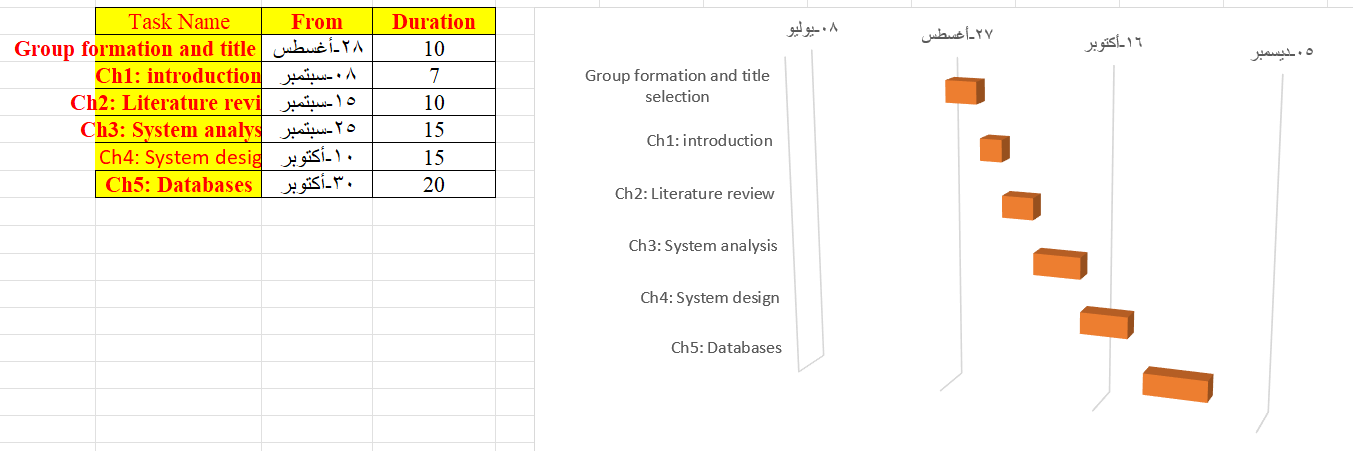 Task Name From Duration
Group formation and title ٢٨-أغسطس 10
Ch1: introduction ٠٨-سبتمبر 7
Ch2: Literature revi ١٥-سبتمبر 10
Ch3: System analys ٢٥-سبتمبر 15
Ch4: System desig ١٠-أكتوبر 15
Ch5: Databases ٣٠-أكتوبر 20
٠٨-يوليو ٢٧-أغسطس ١٦-أكتوبر ٠٥-ديسمبر
Group formation and title
selection
Ch1: introduction
Ch2: Literature review
Ch3: System analysis
Ch4: System design
Ch5: Databases